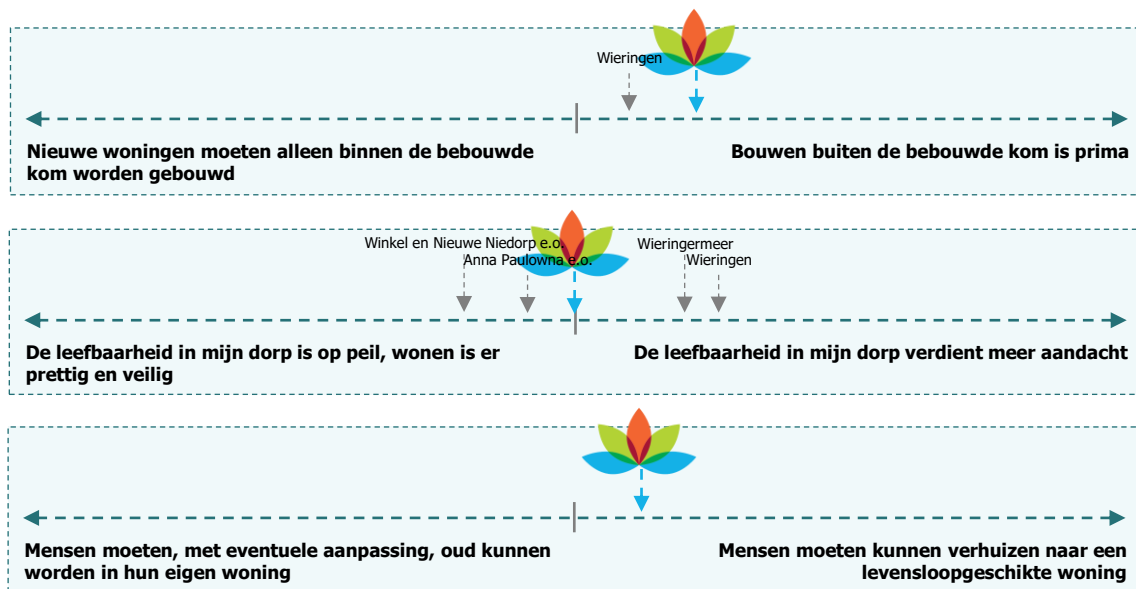 Wieringen
Nieuwe woningen moeten alleen binnen de bebouwde
kom worden gebouwd
Bouwen buiten de bebouwde kom is prima
Winkel en Nieuwe Niedorp e.o.
Anna Paulowna e.o.
Wieringermeer
Wieringen
De leefbaarheid in mijn dorp is op peil, wonen is er
prettig en veilig
De leefbaarheid in mijn dorp verdient meer aandacht
Mensen moeten, met eventuele aanpassing, oud kunnen
worden in hun eigen woning
Mensen moeten kunnen verhuizen naar een
levensloopgeschikte woning